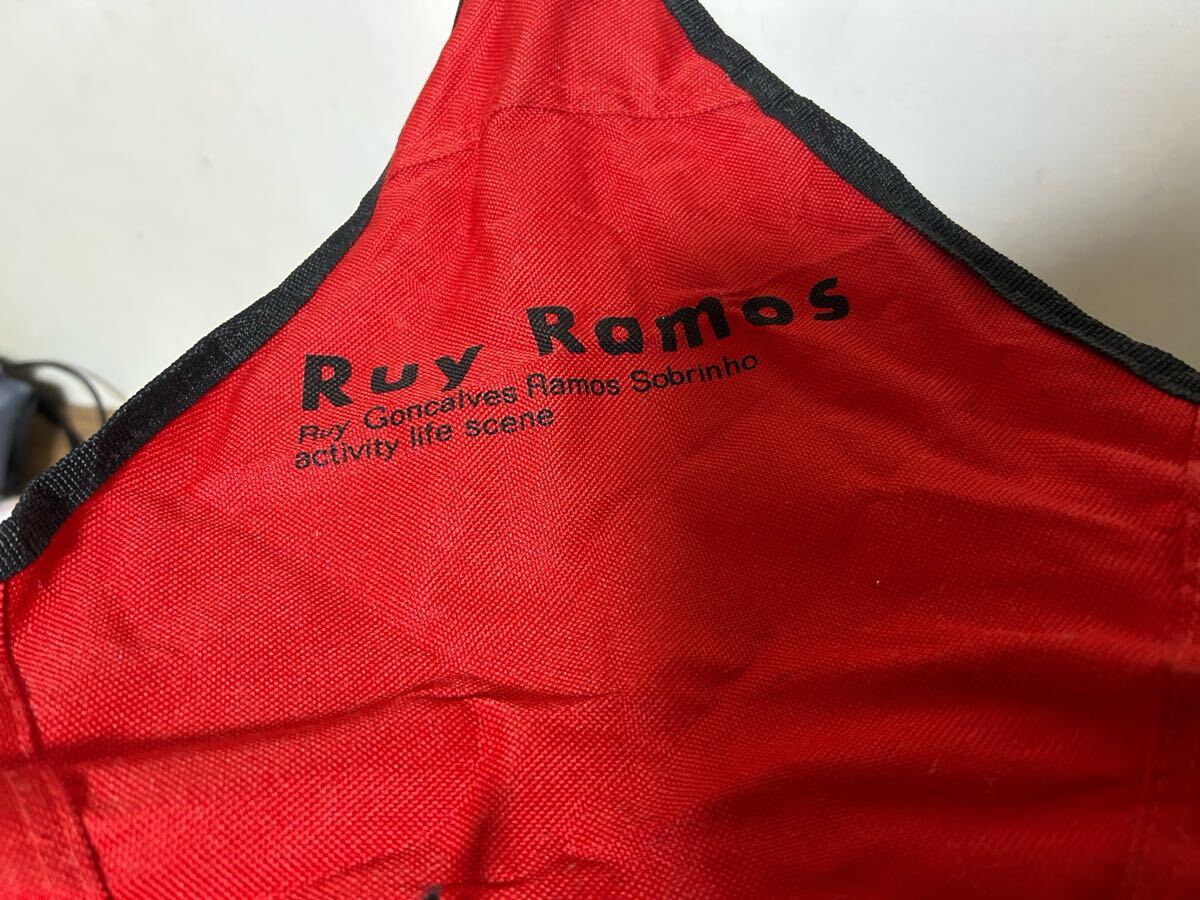 Ruy Ramos
Ruy Goncalves Ramos Sobrinho
activity life scene